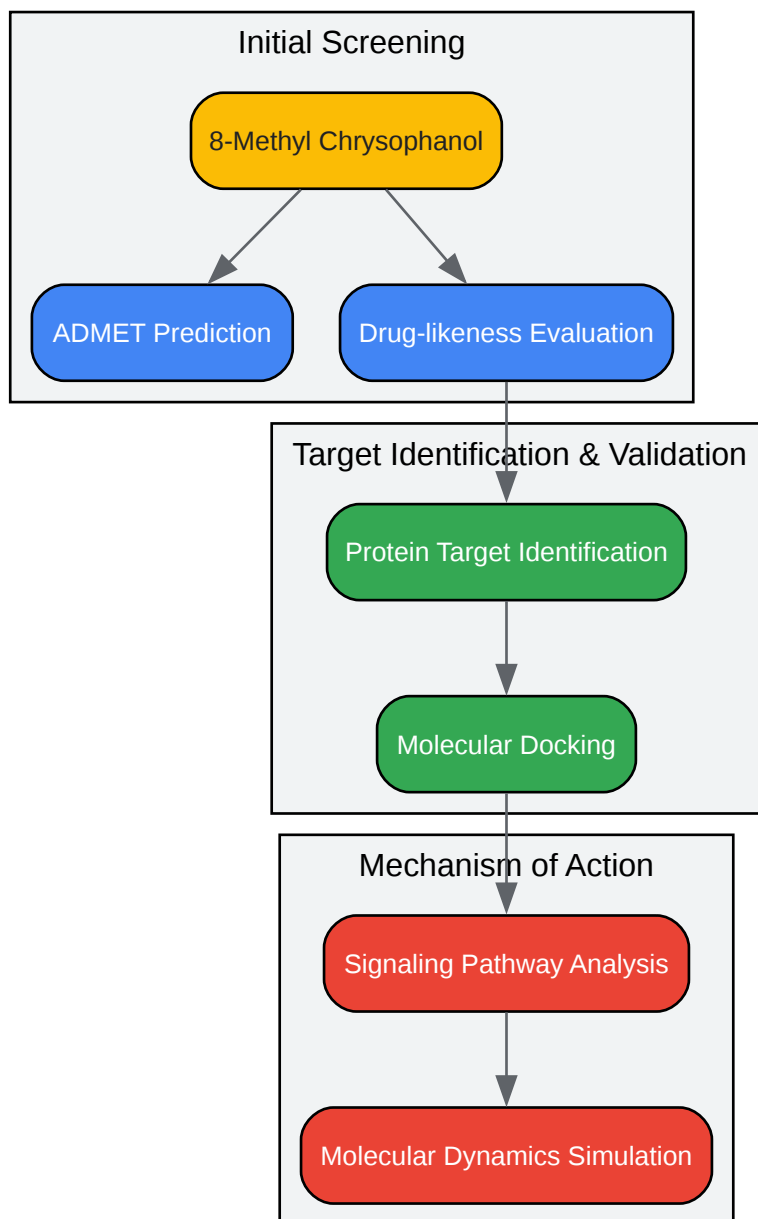 Initial Screening
8-Methyl Chrysophanol
ADMET Prediction
Drug-likeness Evaluation
Target Identification & Validation
Protein Target Identification
Molecular Docking
Mechanism of Action
Signaling Pathway Analysis
Molecular Dynamics Simulation